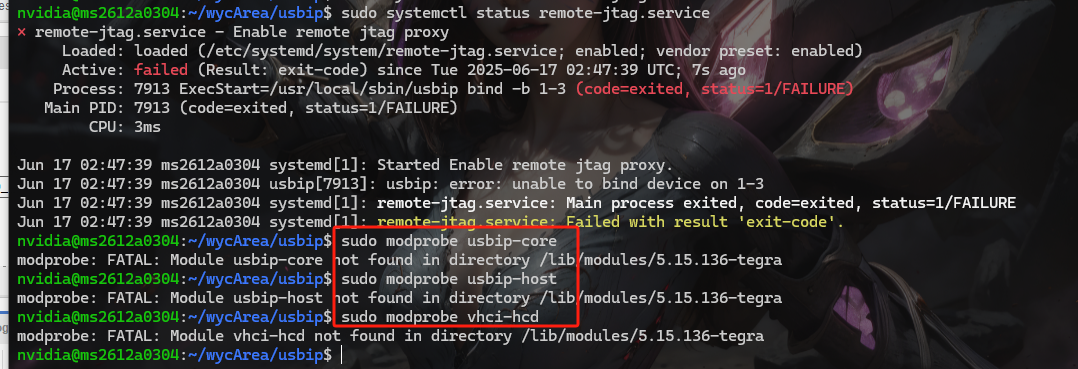 nvidia@ms2612a0304:~/wycArea/usbip$ sudo systemctl status remote-jtag.service
× remote-jtag.service - Enable remote jtag proxy
Loaded: loaded (/etc/systemd/system/remote-jtag.service; enabled; vendor preset: enabled)
Active: failed (Result: exit-code) since Tue 2025-06-17 02:47:39 UTC; 7s ago
Process: 7913 ExecStart=/usr/local/sbin/usbip bind -b 1-3 (code=exited, status=1/FAILURE)
Main PID: 7913 (code=exited, status=1/FAILURE)
CPU: 3ms
Jun 17 02:47:39 ms2612a0304 systemd[1]: Started Enable remote jtag proxy.
Jun 17 02:47:39 ms2612a0304 usbip[7913]: usbip: error: unable to bind device on 1-3
Jun 17 02:47:39 ms2612a0304 systemd[1]: remote-jtag.service: Main process exited, code=exited, status=1/FAILURE
Jun 17 02:47:39 ms2612a0304 systemd[1]: remote-jtag.service: Failed with result 'exit-code'.
nvidia@ms2612a0304:~/wycArea/usbip$ sudo modprobe usbip-core
modprobe: FATAL: Module usbip-core not found in directory /lib/modules/5.15.136-tegra
nvidia@ms2612a0304:~/wycArea/usbip$ sudo modprobe usbip-host
modprobe: FATAL: Module usbip-host not found in directory /lib/modules/5.15.136-tegra
nvidia@ms2612a0304:~/wycArea/usbip$ sudo modprobe vhci-hcd
modprobe: FATAL: Module vhci-hcd not found in directory /lib/modules/5.15.136-tegra
nvidia@ms2612a0304:~/wycArea/usbip$